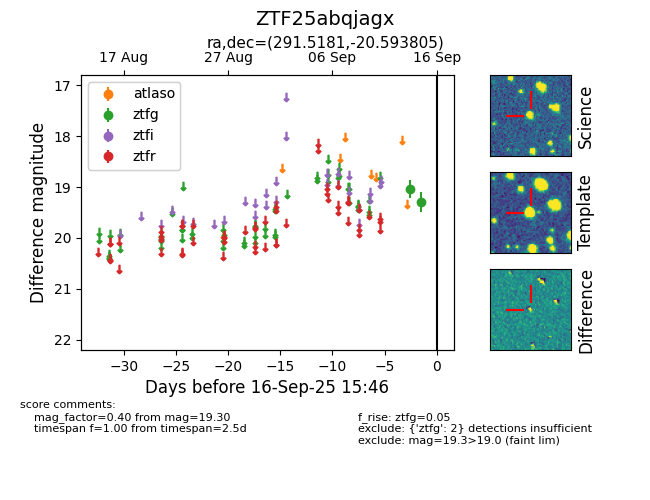 ZTF25abqjagx
ra,dec=(291.5181,-20.593805)
17 Aug 27 Aug 06 Sep 16 Sep
17
18
19
20
21
22
Difference magnitude
atlaso
ztfg
ztfi
ztfr
−30 −25 −20 −15 −10 −5 0
Days before 16-Sep-25 15:46
Science
Template
Difference
score comments:
mag_factor=0.40 from mag=19.30
timespan f=1.00 from timespan=2.5d
f_rise: ztfg=0.05
exclude: {'ztfg': 2} detections insufficient
exclude: mag=19.3>19.0 (faint lim)